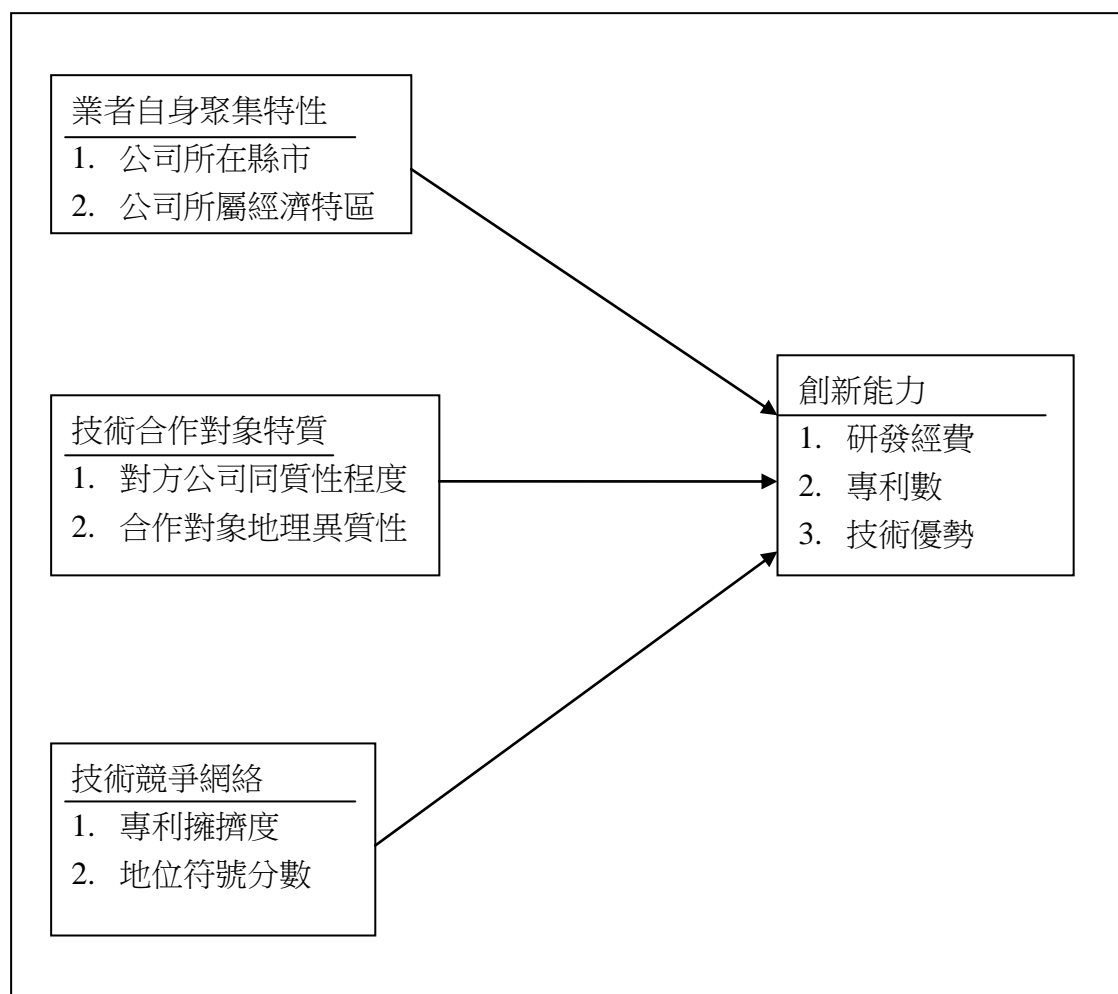 業者自身聚集特性
1. 公司所在縣市
2. 公司所屬經濟特區
技術合作對象特質
1. 對方公司同質性程度
2. 合作對象地理異質性
技術競爭網絡
1. 專利擁擠度
2. 地位符號分數
創新能力
1. 研發經費
2. 專利數
3. 技術優勢